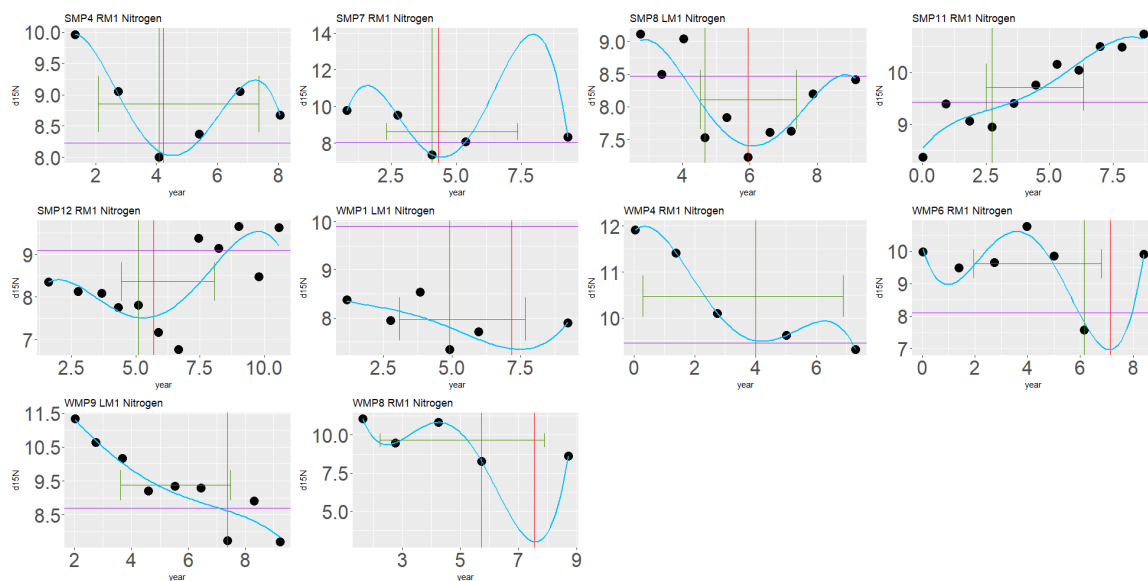 SMP4 RM1 Nitrogen
d15N
10.0
9.5
9.0
8.5
8.0
2 4 6 8
year
SMP7 RM1 Nitrogen
d15N
14
12
10
8
2.5 5.0 7.5
year
SMP8 LM1 Nitrogen
d15N
9.0
8.5
8.0
7.5
4 6 8
year
SMP11 RM1 Nitrogen
d15N
10
9
0.0 2.5 5.0 7.5
year
SMP12 RM1 Nitrogen
d15N
9
8
7
2.5 5.0 7.5 10.0
year
WMP1 LM1 Nitrogen
d15N
10
9
8
2.5 5.0 7.5
year
WMP4 RM1 Nitrogen
d15N
12
11
10
0 2 4 6
year
WMP6 RM1 Nitrogen
d15N
10
9
8
7
0 2 4 6 8
year
WMP9 LM1 Nitrogen
d15N
11.5
10.5
9.5
8.5
2 4 6 8
year
WMP8 RM1 Nitrogen
d15N
10.0
7.5
5.0
3 5 7 9
year